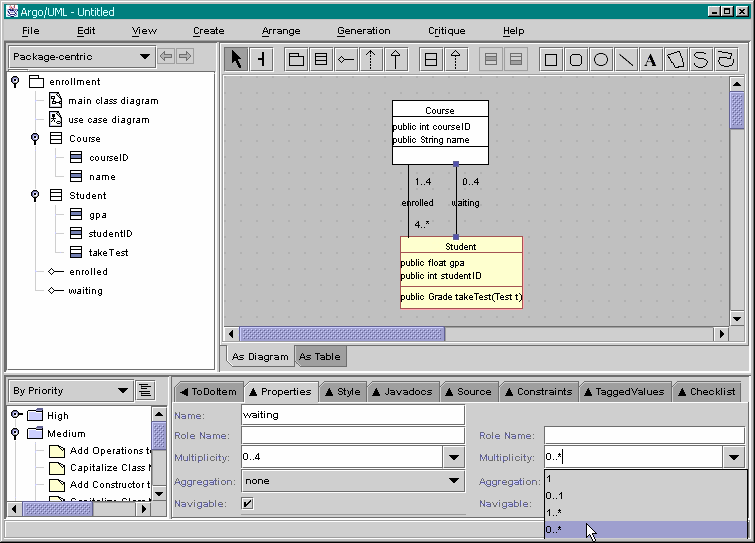 Argo/UML - Untitled
File Edit View Create Arrange Generation Critique Help
Package-centric
A
enrollment
main class diagram
use case diagram
Course
courseID
name
Student
gpa
studentID
takeTest
enrolled
waiting
Course
public int courseID
public String name
1..4 0..4
enrolled waiting
4..*
Student
public float gpa
public int studentID
public Grade takeTest(Test t)
As Diagram As Table
By Priority
High
Medium
Add Operations t
Capitalize Class
Add Constructor t
ToDoItem Properties Style Javadocs Source Constraints TaggedValues Checklist
Name: waiting
Role Name: Role Name:
Multiplicity: 0..4 Multiplicity: 0..*
Aggregation: none Aggregation:
Navigable: Navigable:
1
0..1
1..*
0..*